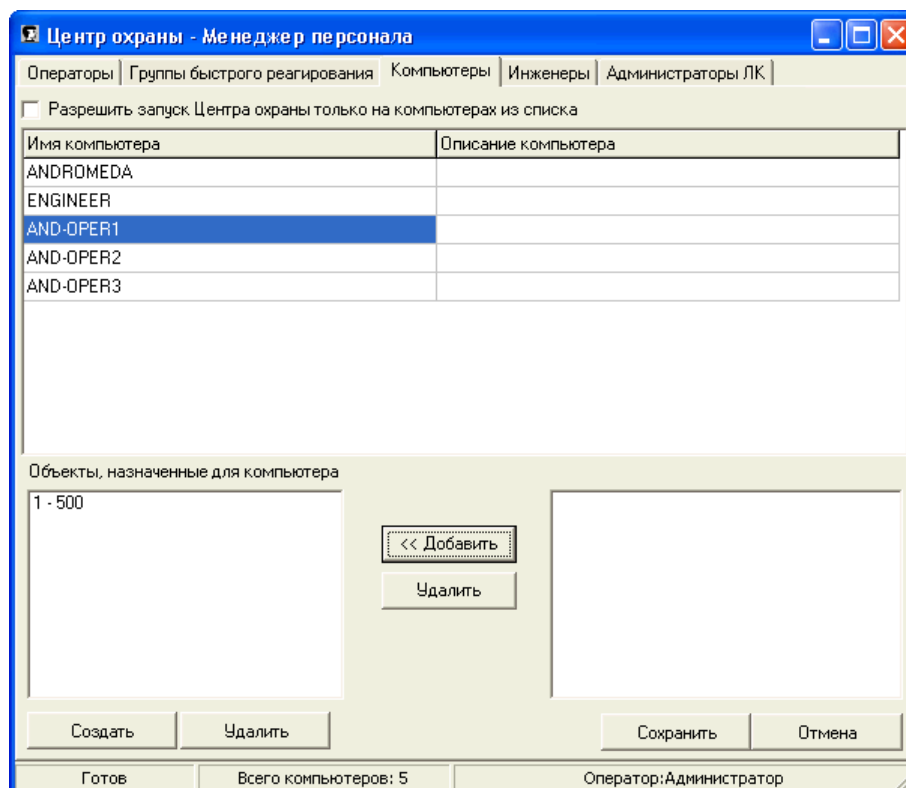 Центр охраны - Менеджер персонала
Операторы Группы быстрого реагирования Компьютеры Инженеры Администраторы ЛК
Разрешить запуск Центра охраны только на компьютерах из списка
Имя компьютера Описание компьютера
ANDROMEDA
ENGINEER
AND-OPER1
AND-OPER2
AND-OPER3
Объекты, назначенные для компьютера
1 - 500
<< Добавить
Удалить
Создать Удалить Сохранить Отмена
Готов Всего компьютеров: 5 Оператор:Администратор